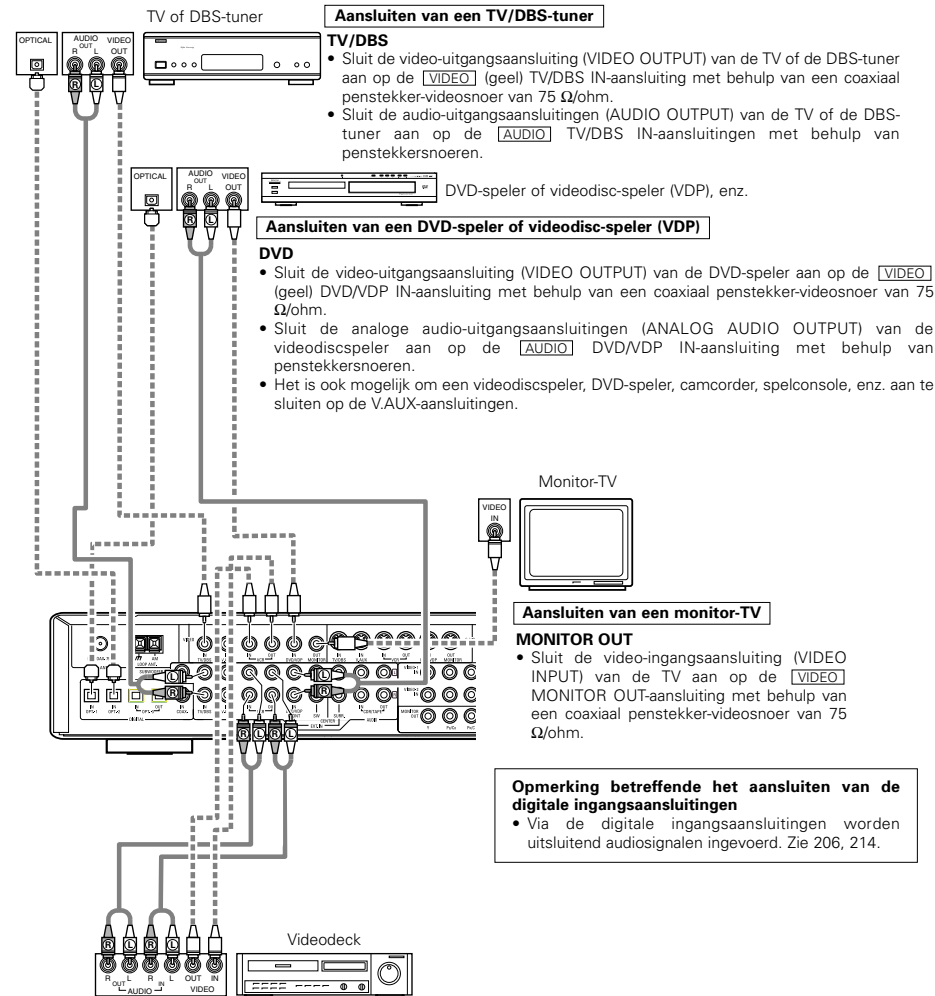 TV of DBS-tuner
Aansluiten van een TV/DBS-tuner
OPTICAL
AUDIO
OUT
R L
VIDEO
OUT
R L
TV/DBS
• Sluit de video-uitgangsaansluiting (VIDEO OUTPUT) van de TV of de DBS-tuner
aan op de VIDEO (geel) TV/DBS IN-aansluiting met behulp van een coaxiaal
penstekker-videosnoer van 75 Ω/ohm.
• Sluit de audio-uitgangsaansluitingen (AUDIO OUTPUT) van de TV of de DBS-
tuner aan op de AUDIO TV/DBS IN-aansluitingen met behulp van
penstekkersnoeren.
OPTICAL
AUDIO
OUT
R L
VIDEO
OUT
R L
DVD-speler of videodisc-speler (VDP), enz.
Aansluiten van een DVD-speler of videodisc-speler (VDP)
DVD
• Sluit de video-uitgangsaansluiting (VIDEO OUTPUT) van de DVD-speler aan op de VIDEO
(geel) DVD/VDP IN-aansluiting met behulp van een coaxiaal penstekker-videosnoer van 75
Ω/ohm.
• Sluit de analoge audio-uitgangsaansluitingen (ANALOG AUDIO OUTPUT) van de
videodiscspeler aan op de AUDIO DVD/VDP IN-aansluiting met behulp van
penstekkersnoeren.
• Het is ook mogelijk om een videodiscspeler, DVD-speler, camcorder, spelconsole, enz. aan te
sluiten op de V.AUX-aansluitingen.
Monitor-TV
VIDEO
IN
Aansluiten van een monitor-TV
MONITOR OUT
• Sluit de video-ingangsaansluiting (VIDEO
INPUT) van de TV aan op de VIDEO
MONITOR OUT-aansluiting met behulp van
een coaxiaal penstekker-videosnoer van 75
Ω/ohm.
Opmerking betreffende het aansluiten van de
digitale ingangsaansluitingen
• Via de digitale ingangsaansluitingen worden
uitsluitend audiosignalen ingevoerd. Zie 206, 214.
L
R
L
R
R L R L
R L R L
Videodeck
R L R L OUT IN
OUT IN
AUDIO VIDEO